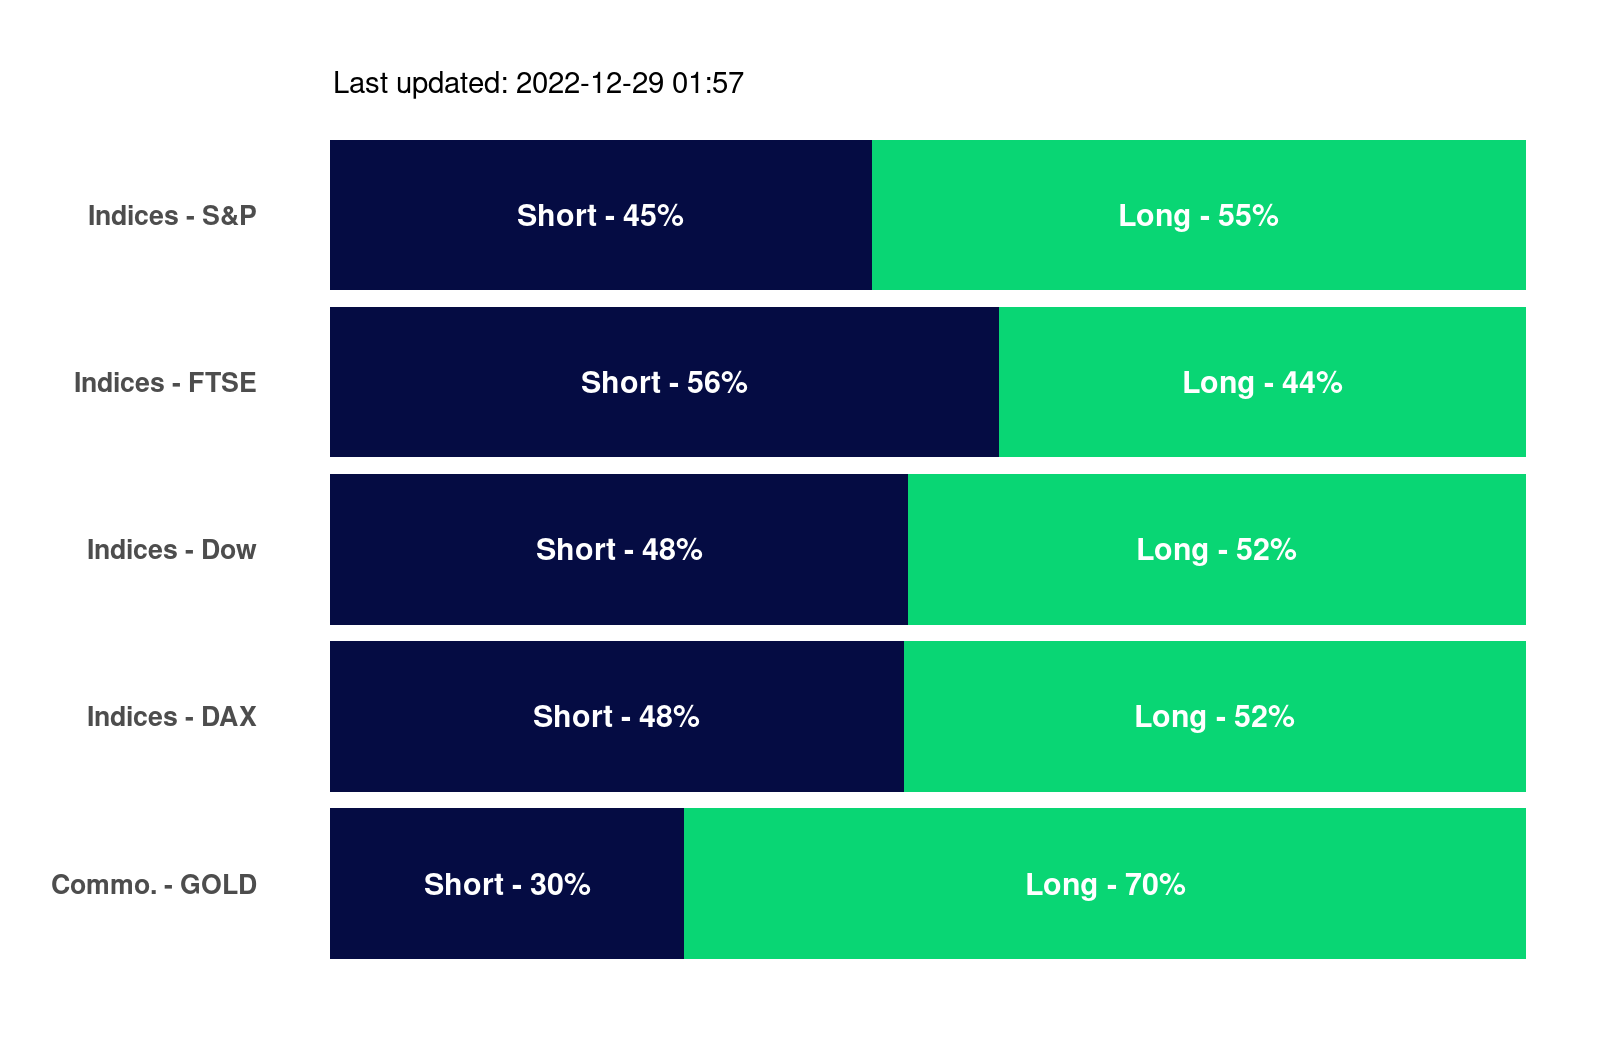 Last updated: 2022-12-29 01:57
Indices - S&P Short - 45% Long - 55%
Indices - FTSE Short - 56% Long - 44%
Indices - Dow Short - 48% Long - 52%
Indices - DAX Short - 48% Long - 52%
Commo. - GOLD Short - 30% Long - 70%